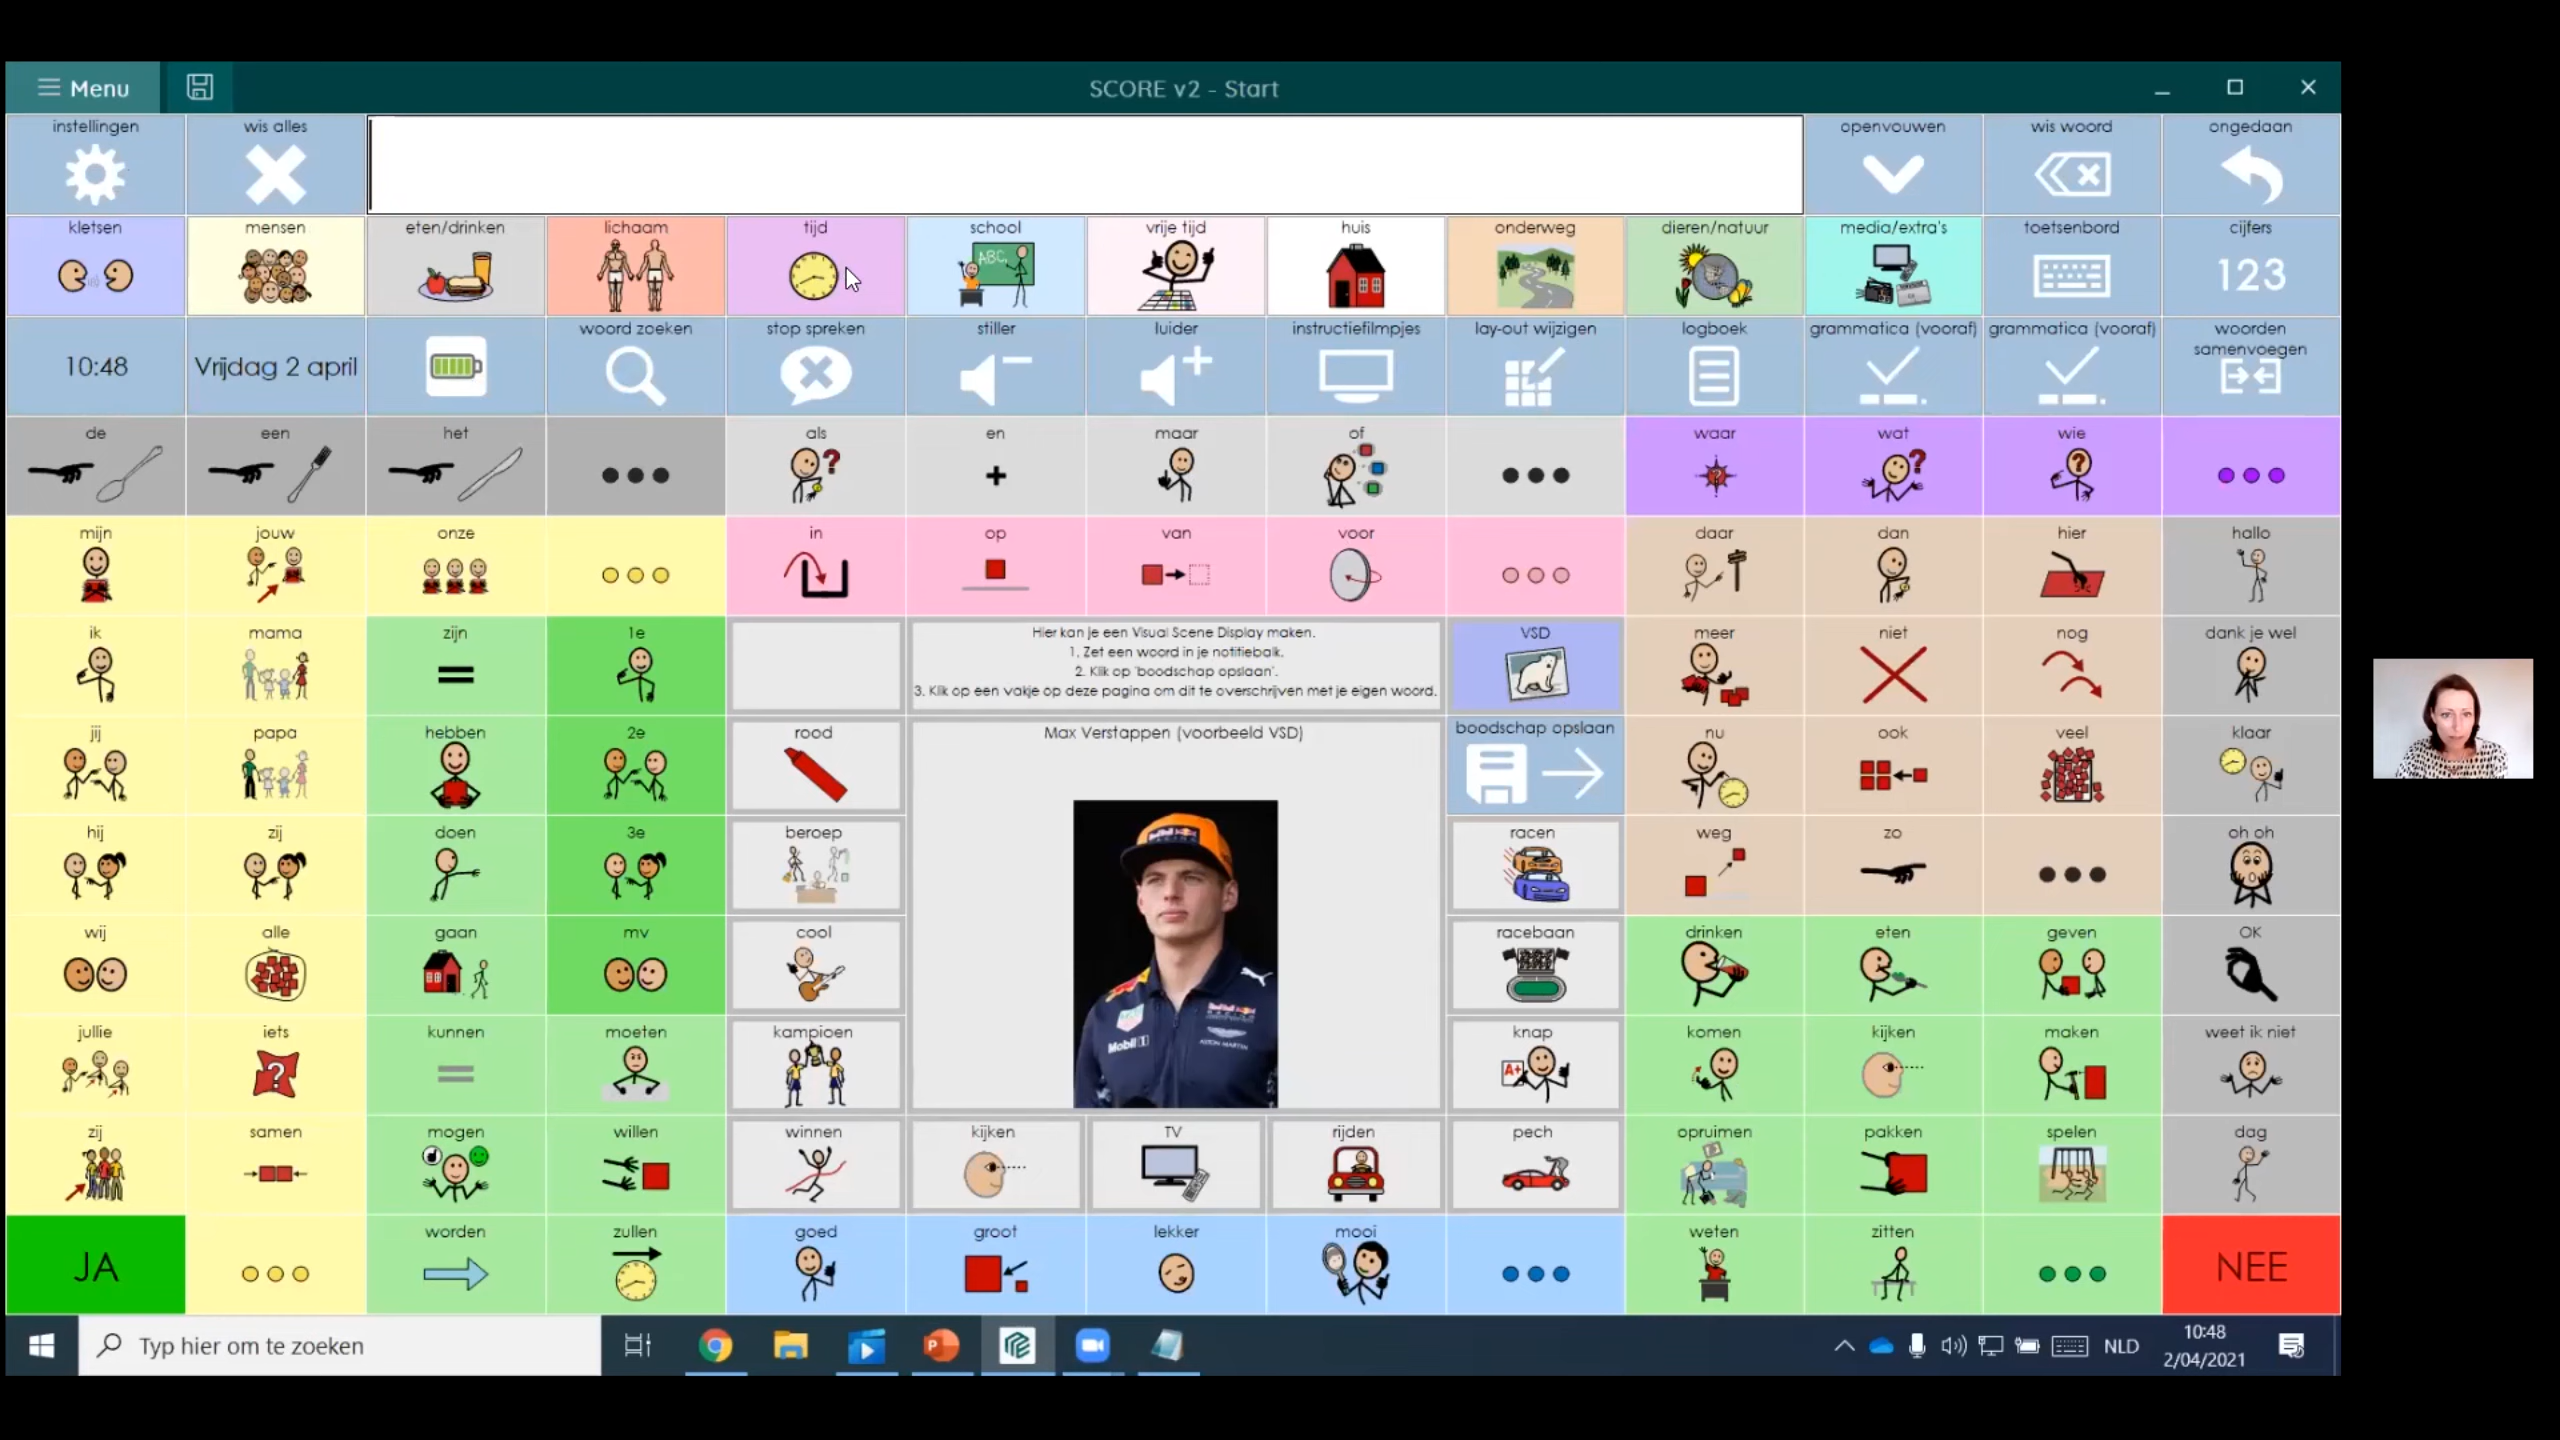 Menu
SCORE v2 - Start
instellingen
wis alles
openvouwen
wis woord
ongedaan
kletsen
mensen
eten/drinken
lichaam
tijd
school
vrije tijd
huis
onderweg
dieren/natuur
media/extra's
toetsenbord
cijfers
ABC
123
10:48
Vrijdag 2 april
woord zoeken
stop spreken
stiller
luider
instructiefilmpjes
lay-out wijzigen
logboek
grammatica (vooraf)
grammatica (vooraf)
woorden
samenvoegen
de
een
het
als
en
maar
of
waar
wat
wie
mijn
jouw
onze
in
op
van
voor
daar
dan
hier
hallo
ik
mama
zijn
1e
Hier kan je een Visual Scene Display maken.
1. Zet een woord in je notitiebalk.
2. Klik op 'boodschap opslaan'.
3. Klik op een vakje op deze pagina om dit te overschrijven met je eigen woord.
VSD
meer
niet
nog
dank je wel
jij
papa
hebben
2e
rood
Max Verstappen (voorbeeld VSD)
boodschap opslaan
nu
ook
veel
klaar
hij
zij
doen
3e
beroep
racen
weg
zo
oh oh
wij
alle
gaan
mv
cool
racebaan
drinken
eten
geven
OK
jullie
iets
kunnen
moeten
kampioen
Mobil 1
ASTON MARTIN
knap
A+
komen
kijken
maken
weet ik niet
zij
samen
mogen
willen
winnen
kijken
TV
rijden
pech
opruimen
pakken
spelen
dag
JA
worden
zullen
goed
groot
lekker
mooi
weten
zitten
NEE
Typ hier om te zoeken
NLD
10:48
2/04/2021